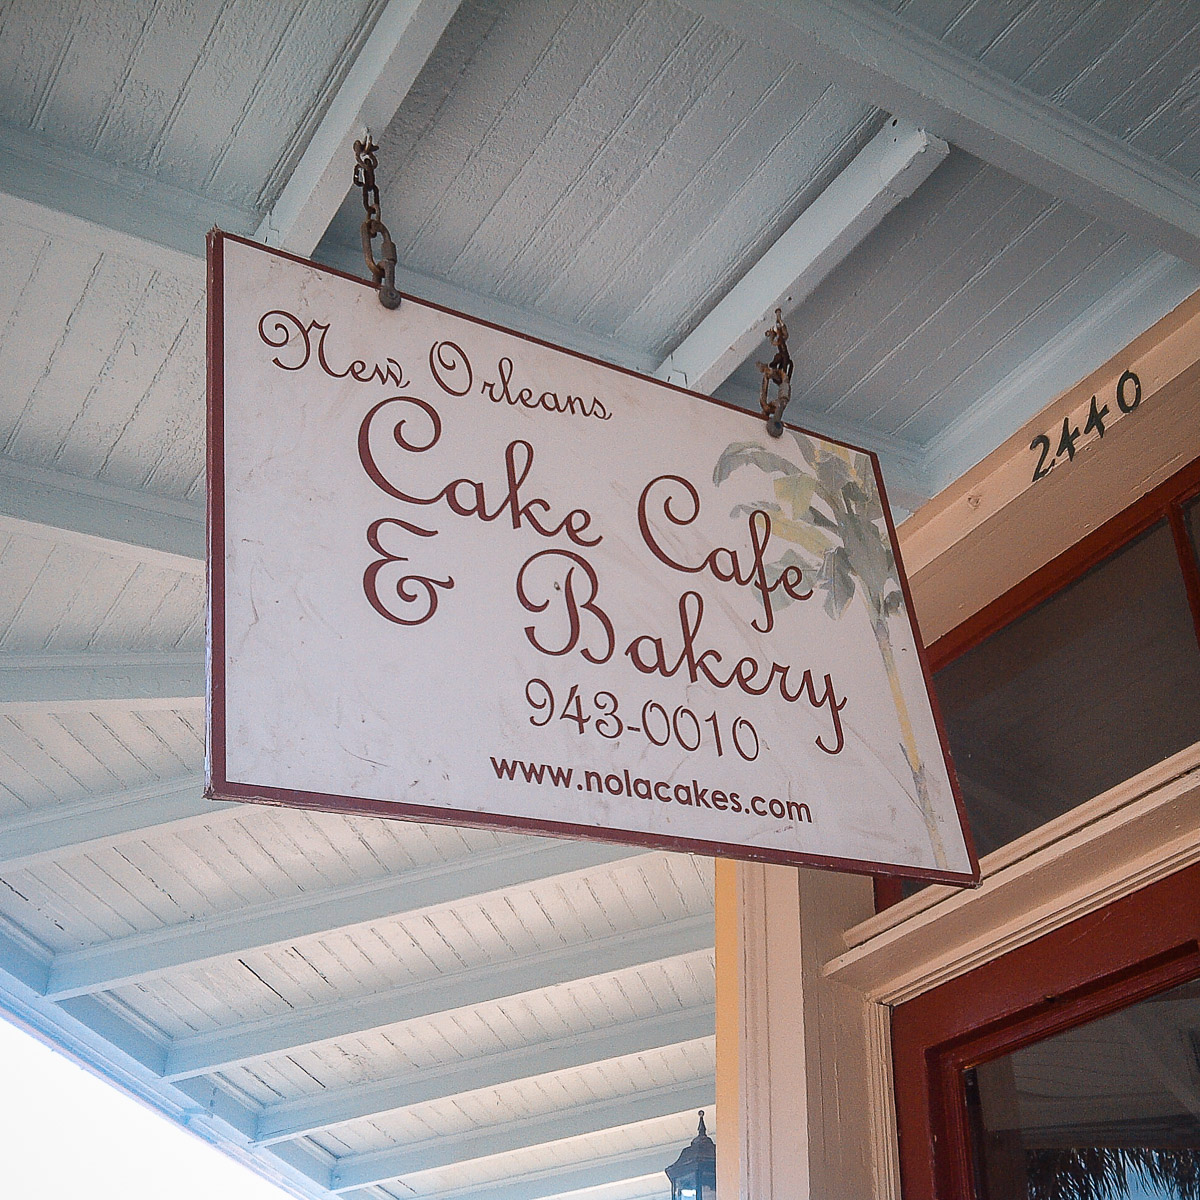 New Orleans
Cake Cafe
& Bakery
943-0010
www.nolacakes.com
2440